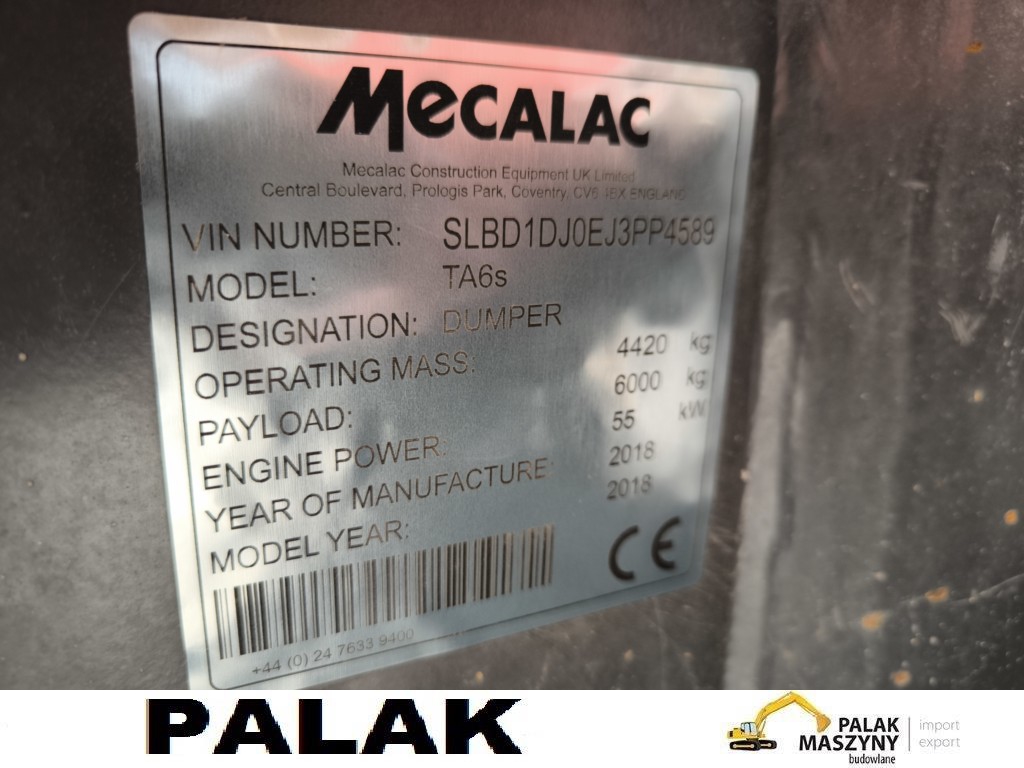 MeCALAC
Mecalac Construction Equipment UK Limited
Central Boulevard, Prologis Park, Coventry, CV6 4BX ENGLAND
VIN NUMBER: SLBD1DJ0EJ3PP4589
MODEL: TA6s
DESIGNATION: DUMPER
OPERATING MASS: 4420 kg
PAYLOAD: 6000 kg
ENGINE POWER: 55 kW
YEAR OF MANUFACTURE: 2018
MODEL YEAR: 2018
CE
+44 (0) 24 7633 9400
PALAK
PALAK
MASZYNY
budowlane
import
export